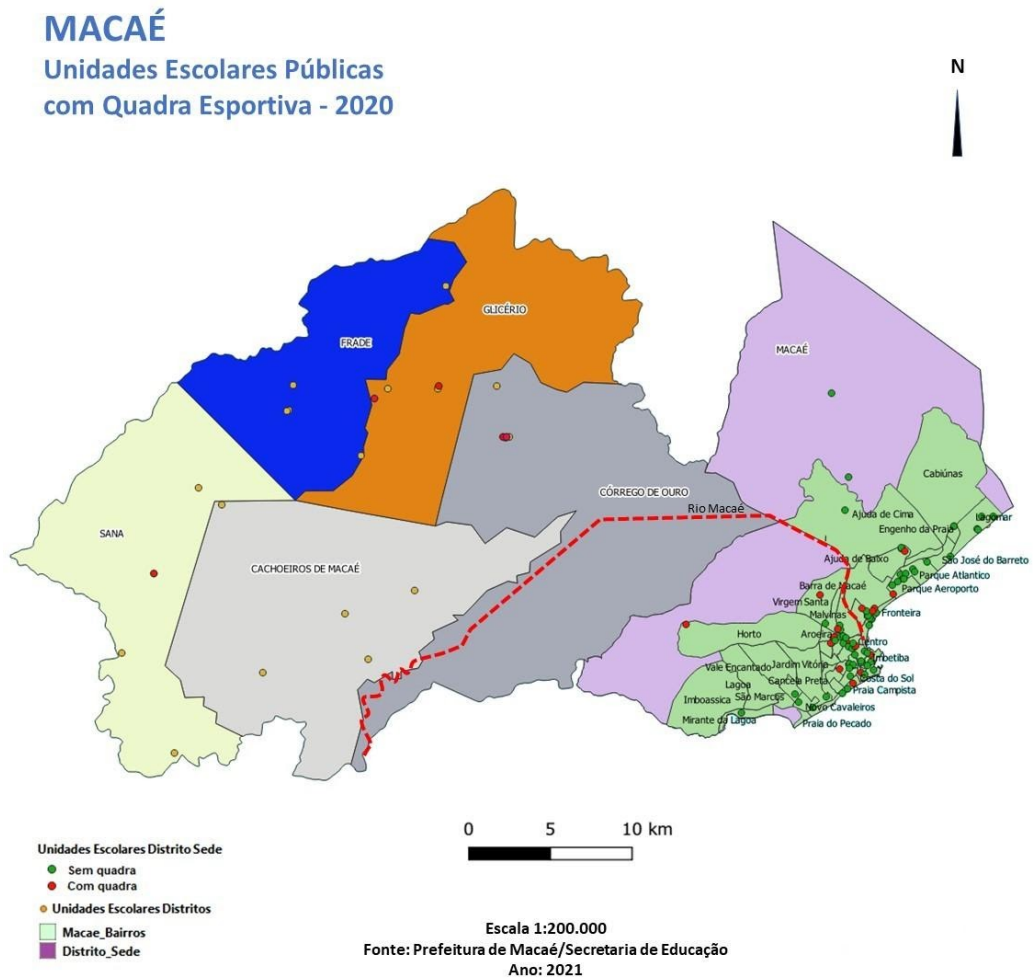 MACAÉ
Unidades Escolares Públicas
com Quadra Esportiva - 2020
N
GLICÉRIO
FRADE
MACAÉ
Cabiúnas
CÓRREGO DE OURO
Rio Macaé
Ajuda de Cima
Lagomar
Engenho da Praia
SANA
CACHOEIROS DE MACAÉ
Ajuda de Baixo
São José do Barreto
Parque Atlantico
Barra de Macaé
Parque Aeroporto
Virgem Santa
Malvinas
Fronteira
Horto
Aroeira
Centro
Imbetiba
Vale Encantado
Jardim Vitória
Costa do Sol
Lagoa
Cancela Preta
Praia Campista
Imboassica
São Marcos
Novo Cavaleiros
Mirante da Lagoa
Praia do Pecado
0 5 10 km
Unidades Escolares Distrito Sede
Sem quadra
Com quadra
Unidades Escolares Distritos
Macae_Bairros
Distrito_Sede
Escala 1:200.000
Fonte: Prefeitura de Macaé/Secretaria de Educação
Ano: 2021